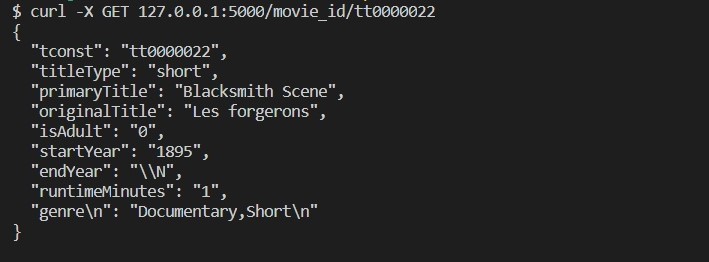 $ curl -X GET 127.0.0.1:5000/movie_id/tt0000022
{
  "tconst": "tt0000022",
  "titleType": "short",
  "primaryTitle": "Blacksmith Scene",
  "originalTitle": "Les forgerons",
  "isAdult": "0",
  "startYear": "1895",
  "endYear": "\\N",
  "runtimeMinutes": "1",
  "genre\n": "Documentary,Short\n"
}